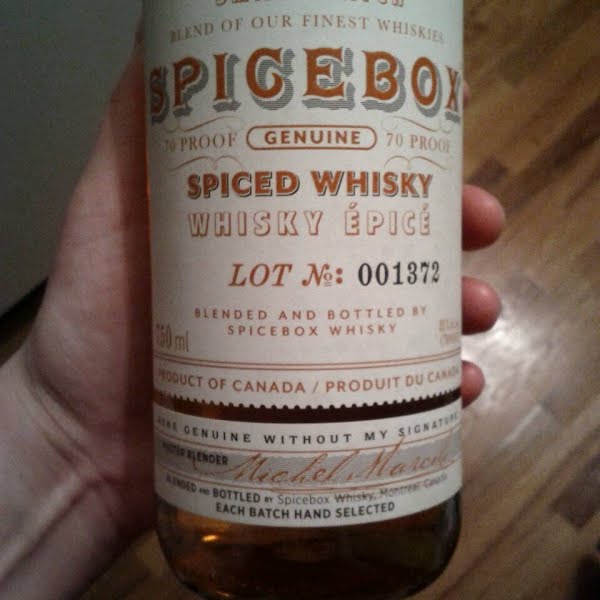 BLEND OF OUR FINEST WHISKIES
SPICEBOX
70 PROOF GENUINE 70 PROOF
SPICED WHISKY
WHISKY ÉPICÉ
LOT №: 001372
BLENDED AND BOTTLED BY
SPICEBOX WHISKY
750 ml
PRODUCT OF CANADA / PRODUIT DU CANADA
GENUINE WITHOUT MY SIGNATURE
MASTER BLENDER Michel Marcil
BLENDED AND BOTTLED BY Spicebox Whisky, Montreal Canada
EACH BATCH HAND SELECTED